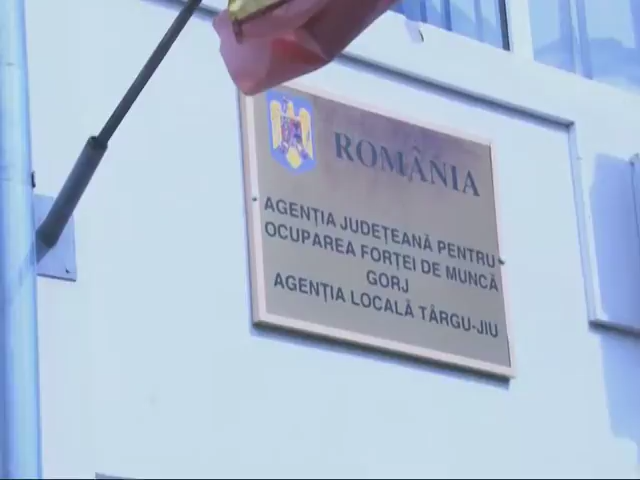 ROMÂNIA
AGENȚIA JUDEȚEANĂ PENTRU
OCUPAREA FORȚEI DE MUNCĂ
GORJ
AGENȚIA LOCALĂ TÂRGU-JIU